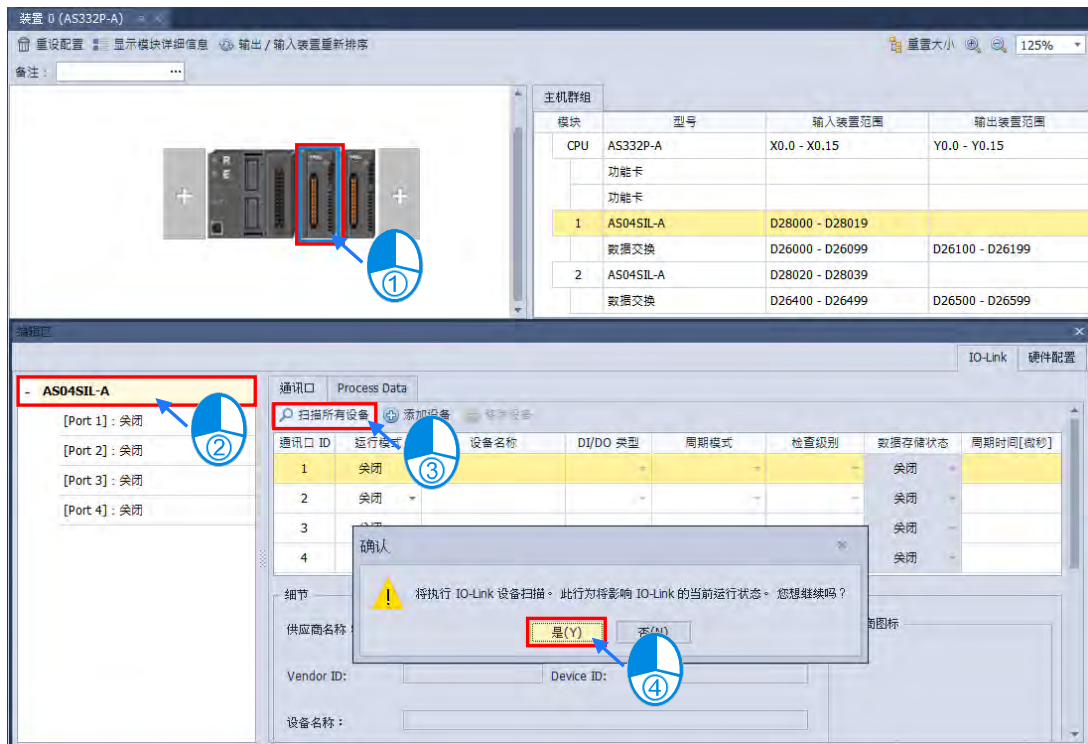 装置 0 (AS332P-A)
重设配置 显示模块详细信息 输出 / 输入装置重新排序 重置大小 125%
备注： ...
主机群组
模块 型号 输入装置范围 输出装置范围
CPU AS332P-A X0.0 - X0.15 Y0.0 - Y0.15
功能卡
功能卡
1 AS04SIL-A D28000 - D28019
数据交换 D26000 - D26099 D26100 - D26199
2 AS04SIL-A D28020 - D28039
数据交换 D26400 - D26499 D26500 - D26599
R
E
①
编辑区
IO-Link 硬件配置
- AS04SIL-A
[Port 1]：关闭
[Port 2]：关闭
[Port 3]：关闭
[Port 4]：关闭
②
通讯口 Process Data
扫描所有设备 添加设备
通讯口 ID 运行模式 设备名称 DI/DO 类型 周期模式 检查级别 数据存储状态 周期时间[微秒]
1 关闭 关闭
2 关闭 关闭
3 关闭
4 关闭
③
确认
将执行 IO-Link 设备扫描。 此行为将影响 IO-Link 的当前运行状态。 您想继续吗？
是(Y) 否(N)
④
细节
供应商名称
商图标
Vendor ID: Device ID:
设备名称：